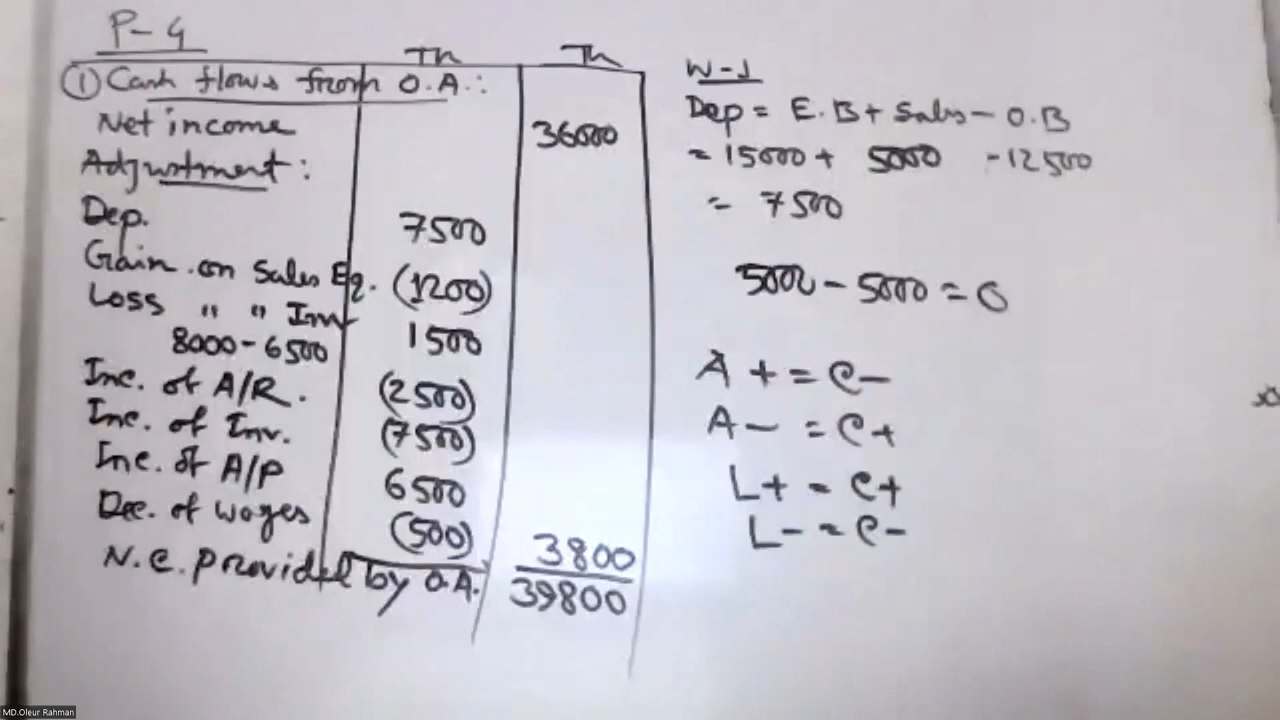 P-4
Tk Tk
① Cash flows from O.A.:
Net income 36000
Adjustment:
Dep. 7500
Gain on Sales Eq. (1200)
Loss " " Inv
8000-6500 1500
Inc. of A/R. (2500)
Inc. of Inv. (7500)
Inc. of A/P 6500
Dec. of wages (500) 3800
N.C. provided by O.A. 39800
W-1
Dep = E.B + Sales - O.B
= 15000 + 5000 - 12500
= 7500
5000 - 5000 = 0
A + = C -
A - = C +
L + = C +
L - = C -
MD.Oleur Rahman